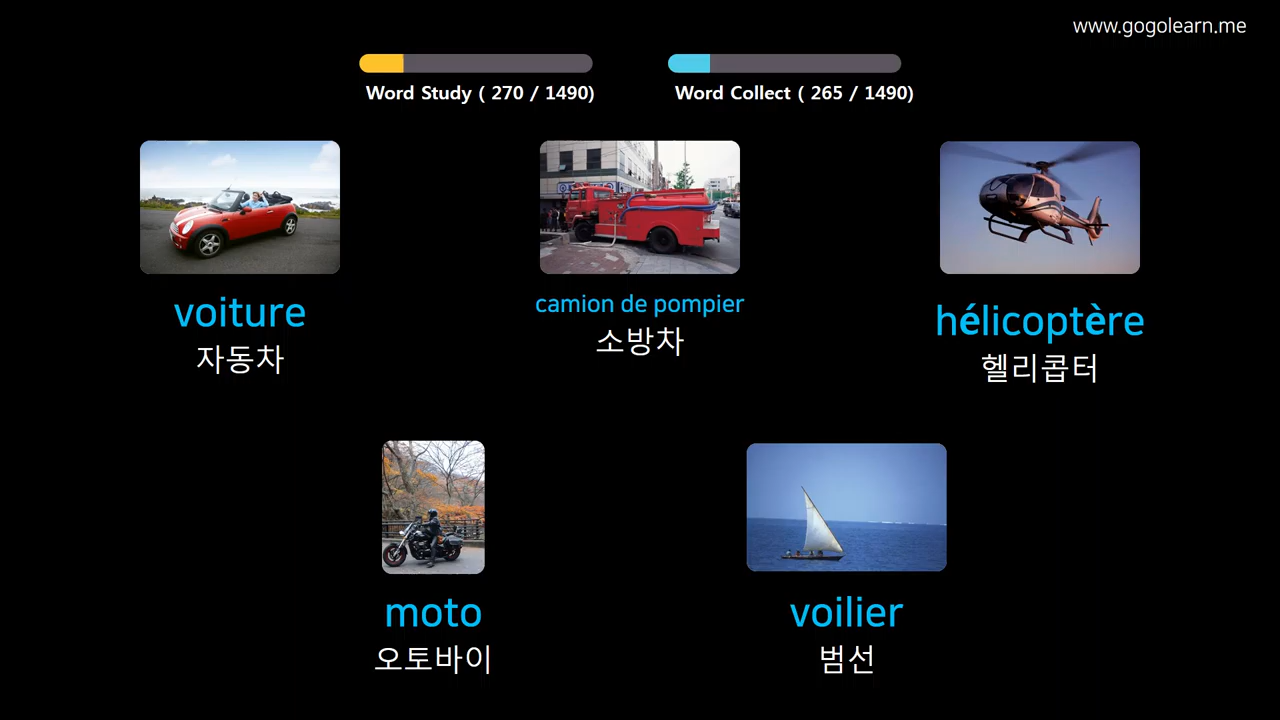 www.gogolearn.me
Word Study ( 270 / 1490)
Word Collect ( 265 / 1490)
voiture
자동차
camion de pompier
소방차
hélicoptère
헬리콥터
moto
오토바이
voilier
범선